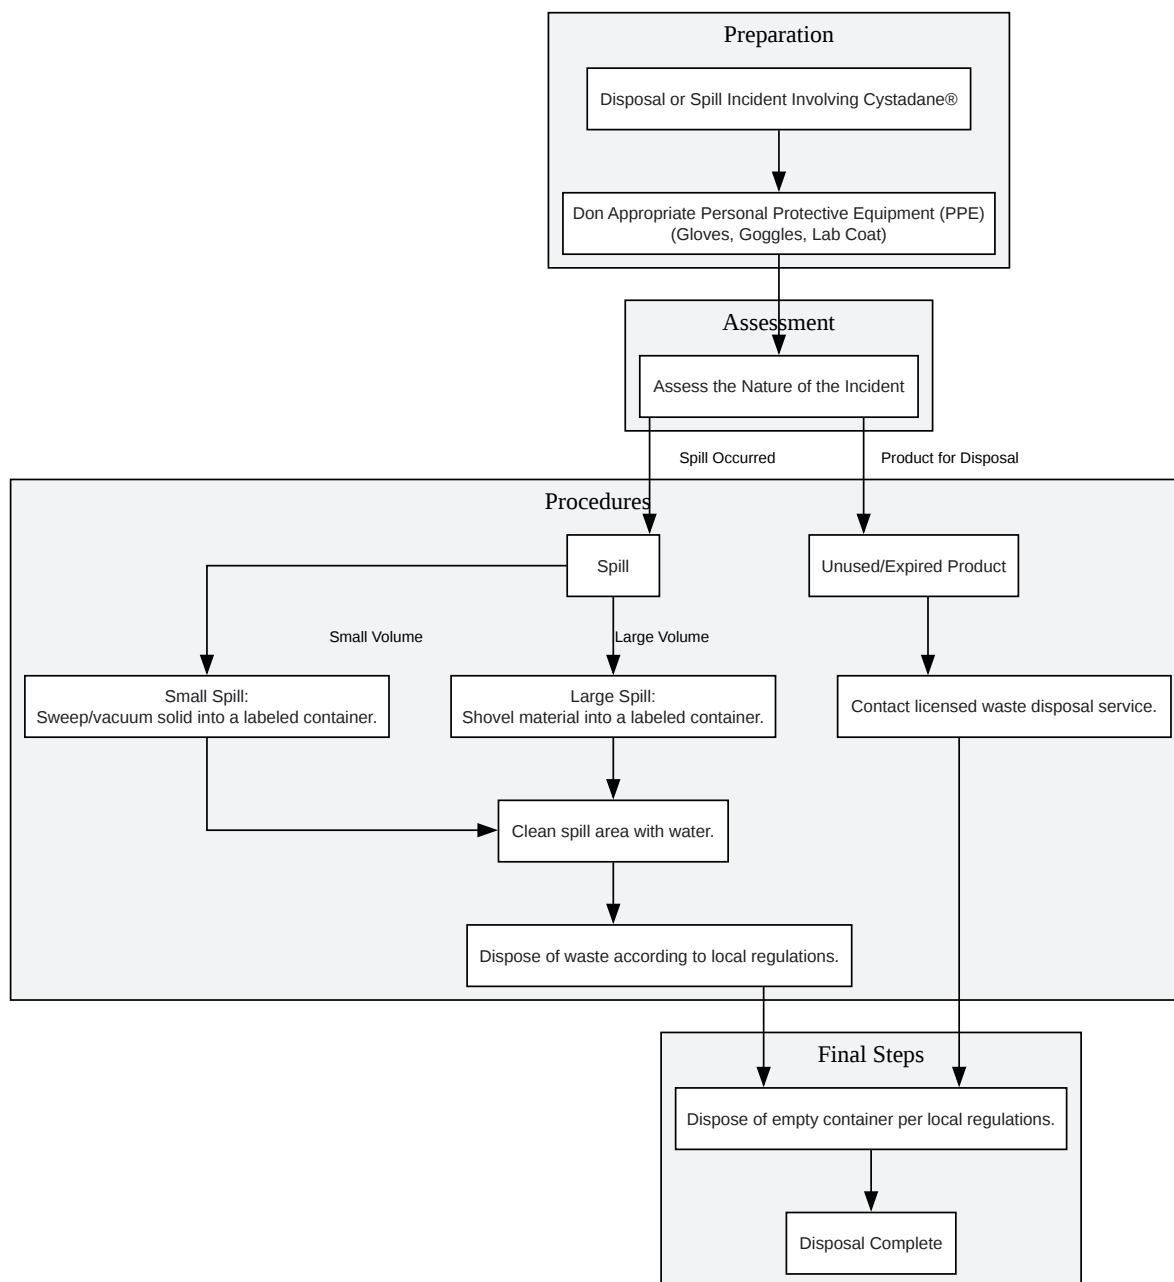 Preparation
Disposal or Spill Incident Involving Cystadane®
Don Appropriate Personal Protective Equipment (PPE)
(Gloves, Goggles, Lab Coat)
Assessment
Assess the Nature of the Incident
Spill Occurred
Product for Disposal
Procedures
Spill
Unused/Expired Product
Small Volume
Large Volume
Small Spill:
Sweep/vacuum solid into a labeled container.
Large Spill:
Shovel material into a labeled container.
Contact licensed waste disposal service.
Clean spill area with water.
Dispose of waste according to local regulations.
Final Steps
Dispose of empty container per local regulations.
Disposal Complete